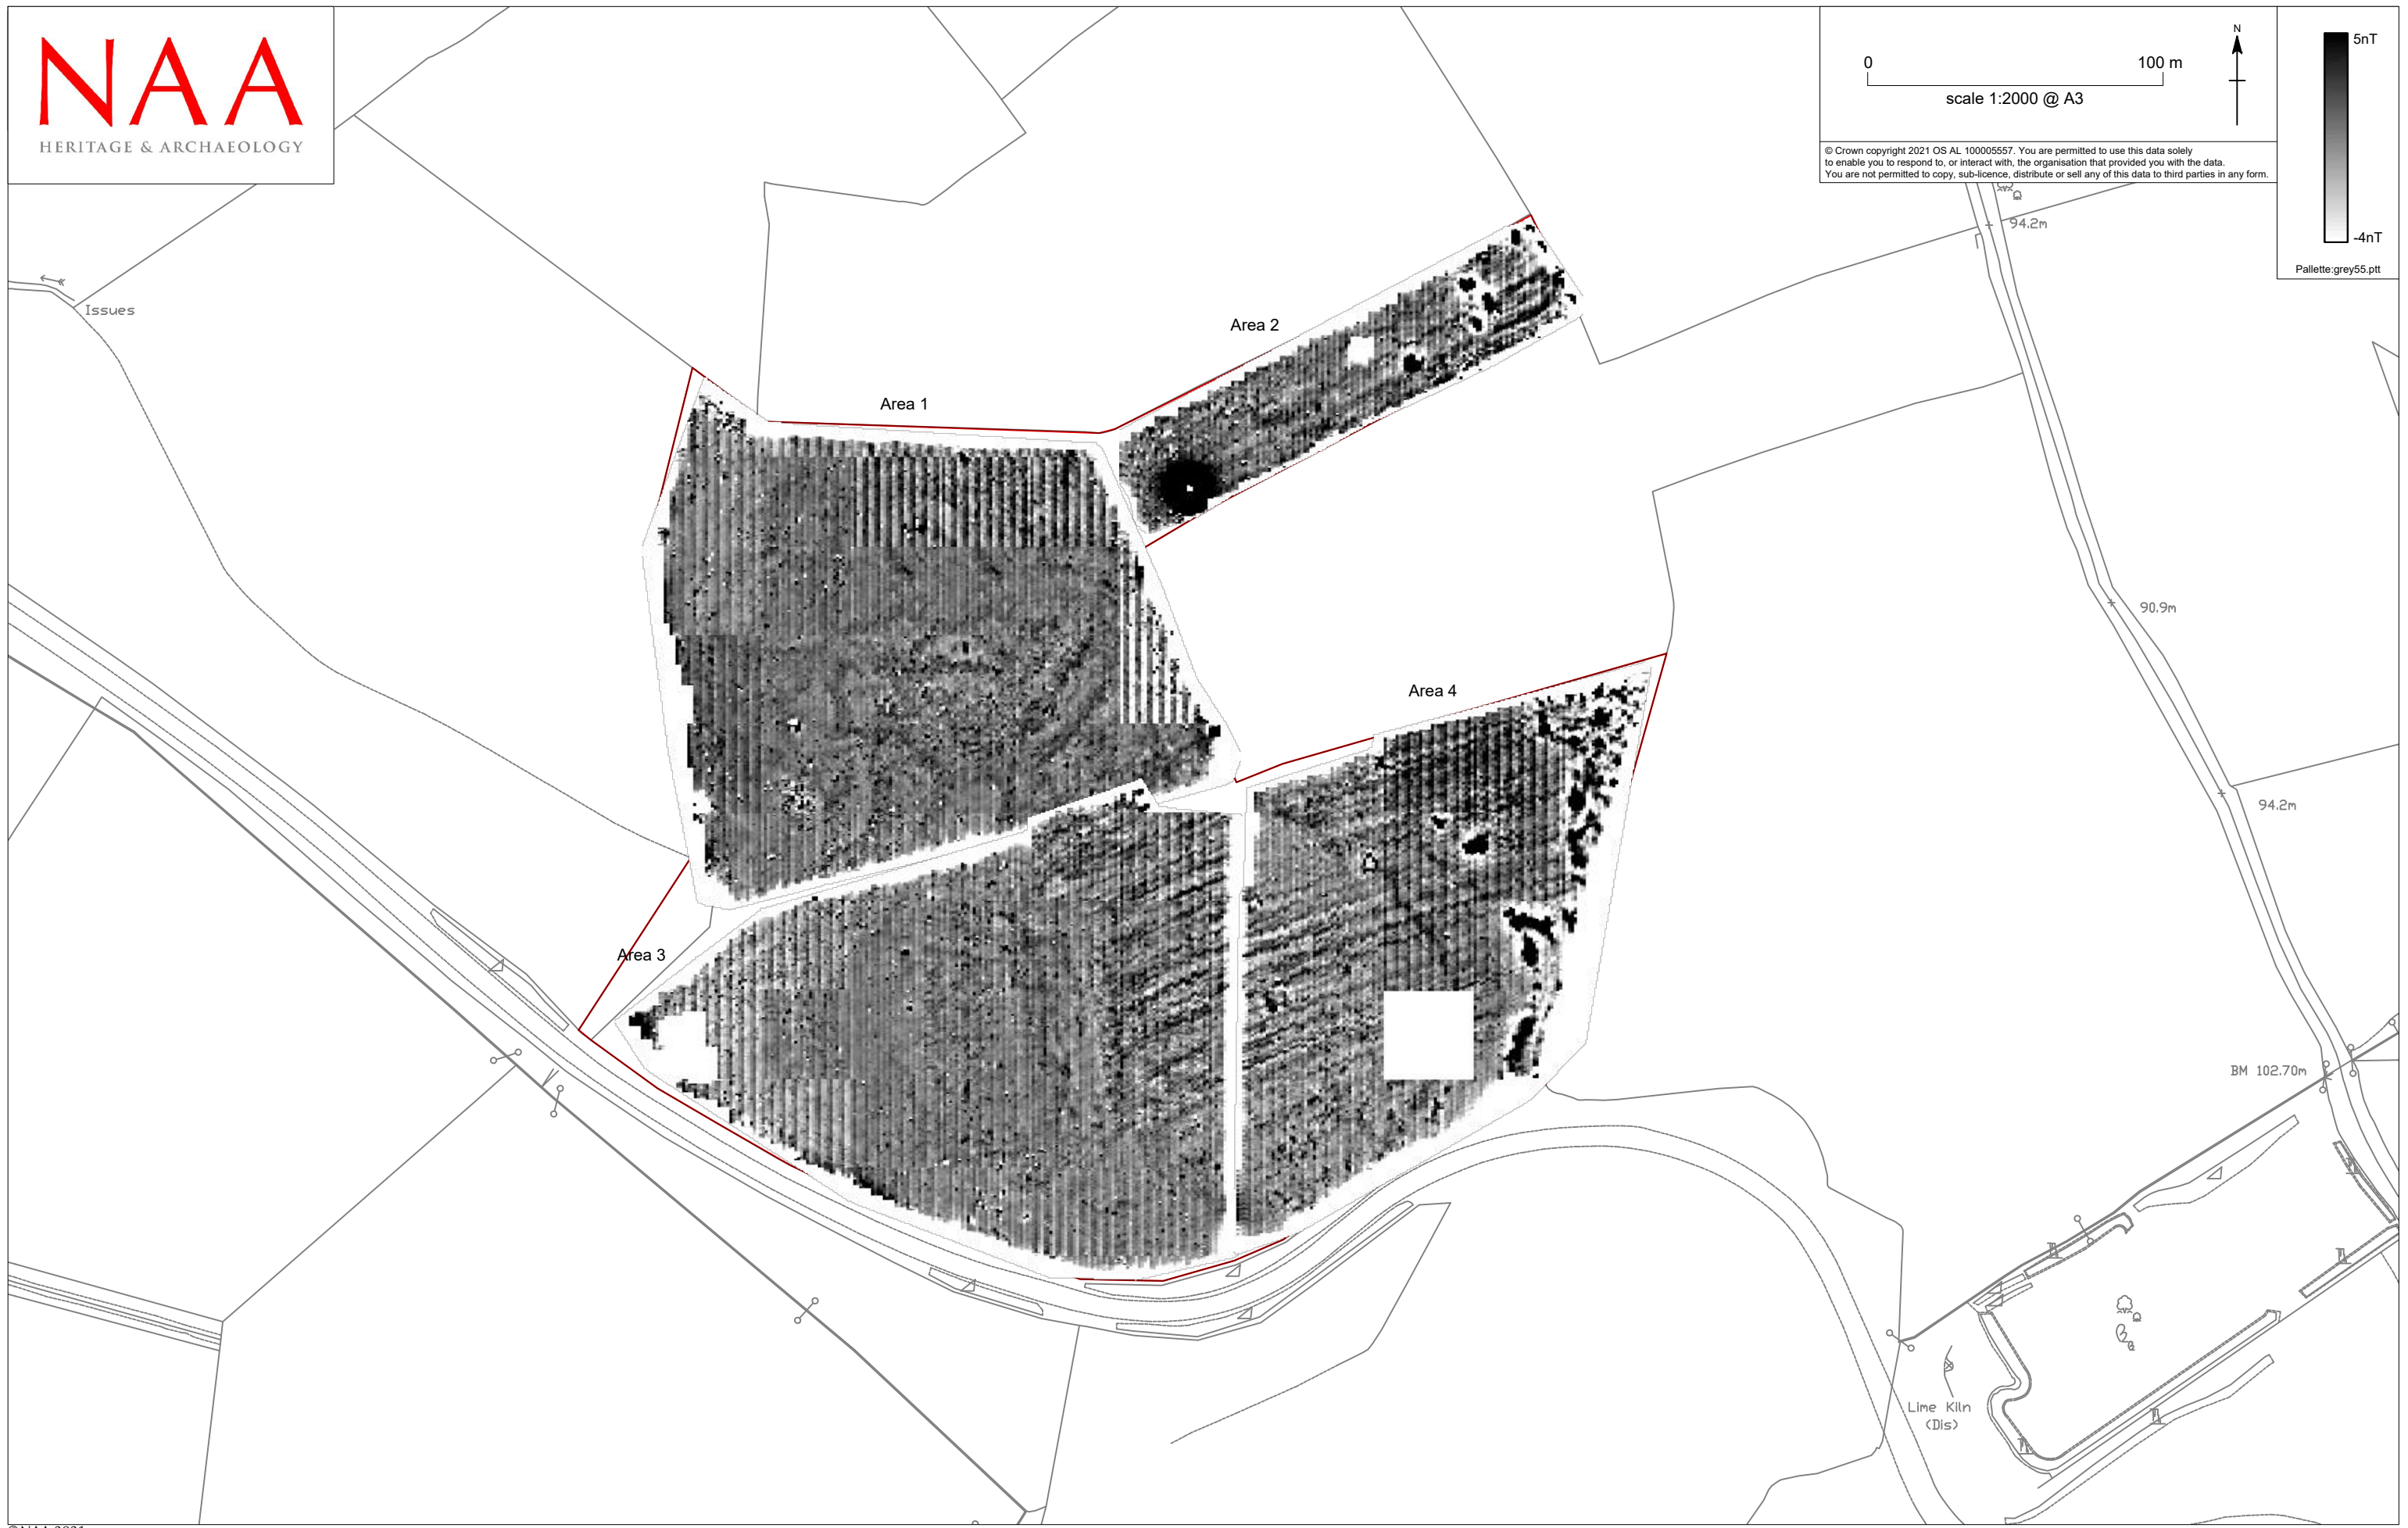 NAA
HERITAGE & ARCHAEOLOGY
0 100 m
scale 1:2000 @ A3
N
© Crown copyright 2021 OS AL 100005557. You are permitted to use this data solely
to enable you to respond to, or interact with, the organisation that provided you with the data.
You are not permitted to copy, sub-licence, distribute or sell any of this data to third parties in any form.
5nT
-4nT
Pallette:grey55.ptt
94.2m
Issues
Area 2
Area 1
90.9m
Area 4
94.2m
Area 3
BM 102.70m
Lime Kiln
(Dis)
©NAA 2021